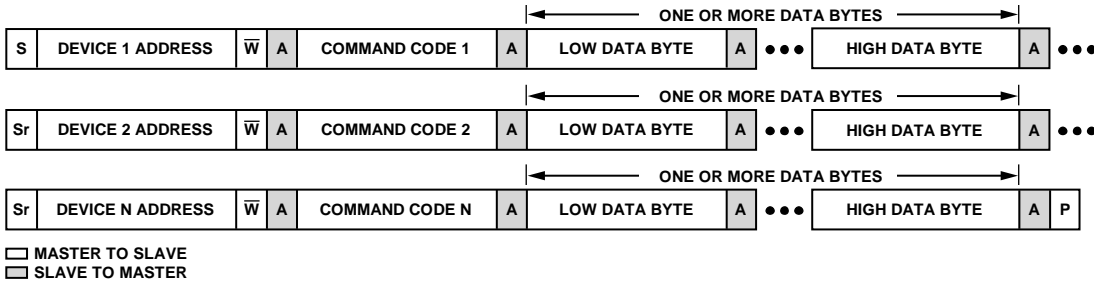 ONE OR MORE DATA BYTES
S DEVICE 1 ADDRESS W̅ A COMMAND CODE 1 A LOW DATA BYTE A ●●● HIGH DATA BYTE A ●●●
ONE OR MORE DATA BYTES
Sr DEVICE 2 ADDRESS W̅ A COMMAND CODE 2 A LOW DATA BYTE A ●●● HIGH DATA BYTE A ●●●
ONE OR MORE DATA BYTES
Sr DEVICE N ADDRESS W̅ A COMMAND CODE N A LOW DATA BYTE A ●●● HIGH DATA BYTE A P
MASTER TO SLAVE
SLAVE TO MASTER